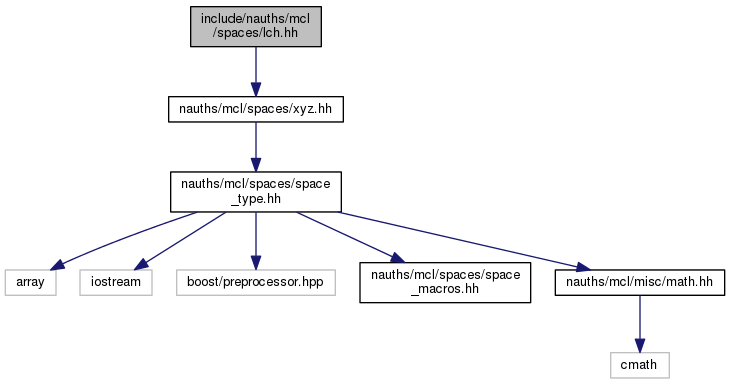 include/nauths/mcl
/spaces/lch.hh
nauths/mcl/spaces/xyz.hh
nauths/mcl/spaces/space
_type.hh
array
iostream
boost/preprocessor.hpp
nauths/mcl/spaces/space
_macros.hh
nauths/mcl/misc/math.hh
cmath